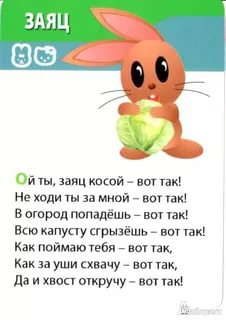 ЗАЯЦ
Ой ты, заяц косой – вот так!
Не ходи ты за мной – вот так!
В огород попадёшь – вот так!
Всю капусту сгрызёшь – вот так!
Как поймаю тебя – вот так,
Как за уши схвачу – вот так,
Да и хвост откручу – вот так!